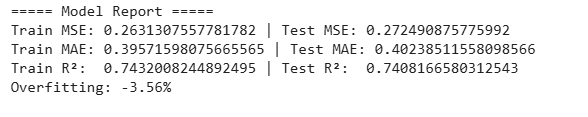 ===== Model Report =====
Train MSE: 0.2631307557781782 | Test MSE: 0.272490875775992
Train MAE: 0.39571598075665565 | Test MAE: 0.40238511558098566
Train R²:  0.7432008244892495 | Test R²:  0.7408166580312543
Overfitting: -3.56%